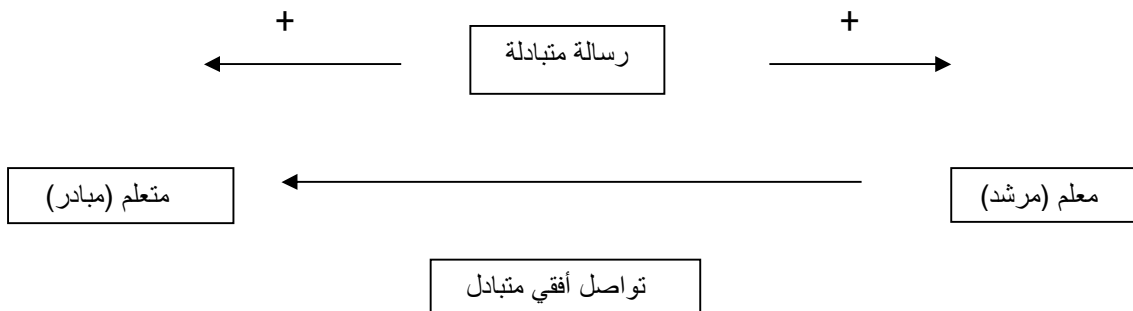 + +
رسالة متبادلة
معلم (مرشد)
متعلم (مبادر)
تواصل أفقي متبادل